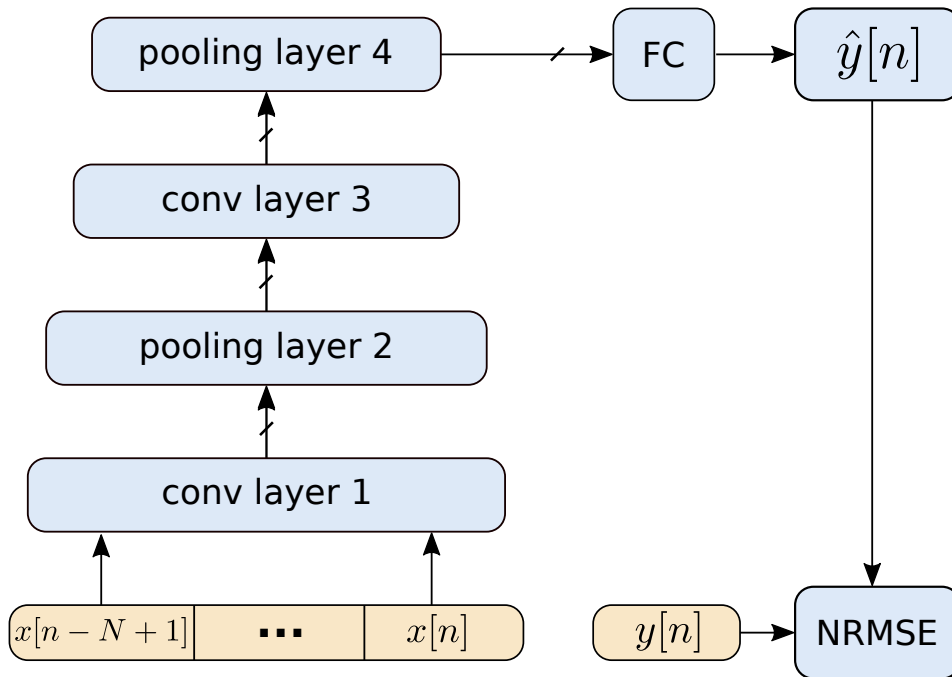 pooling layer 4
FC
ŷ[n]
conv layer 3
pooling layer 2
conv layer 1
x[n − N + 1]
...
x[n]
y[n]
NRMSE